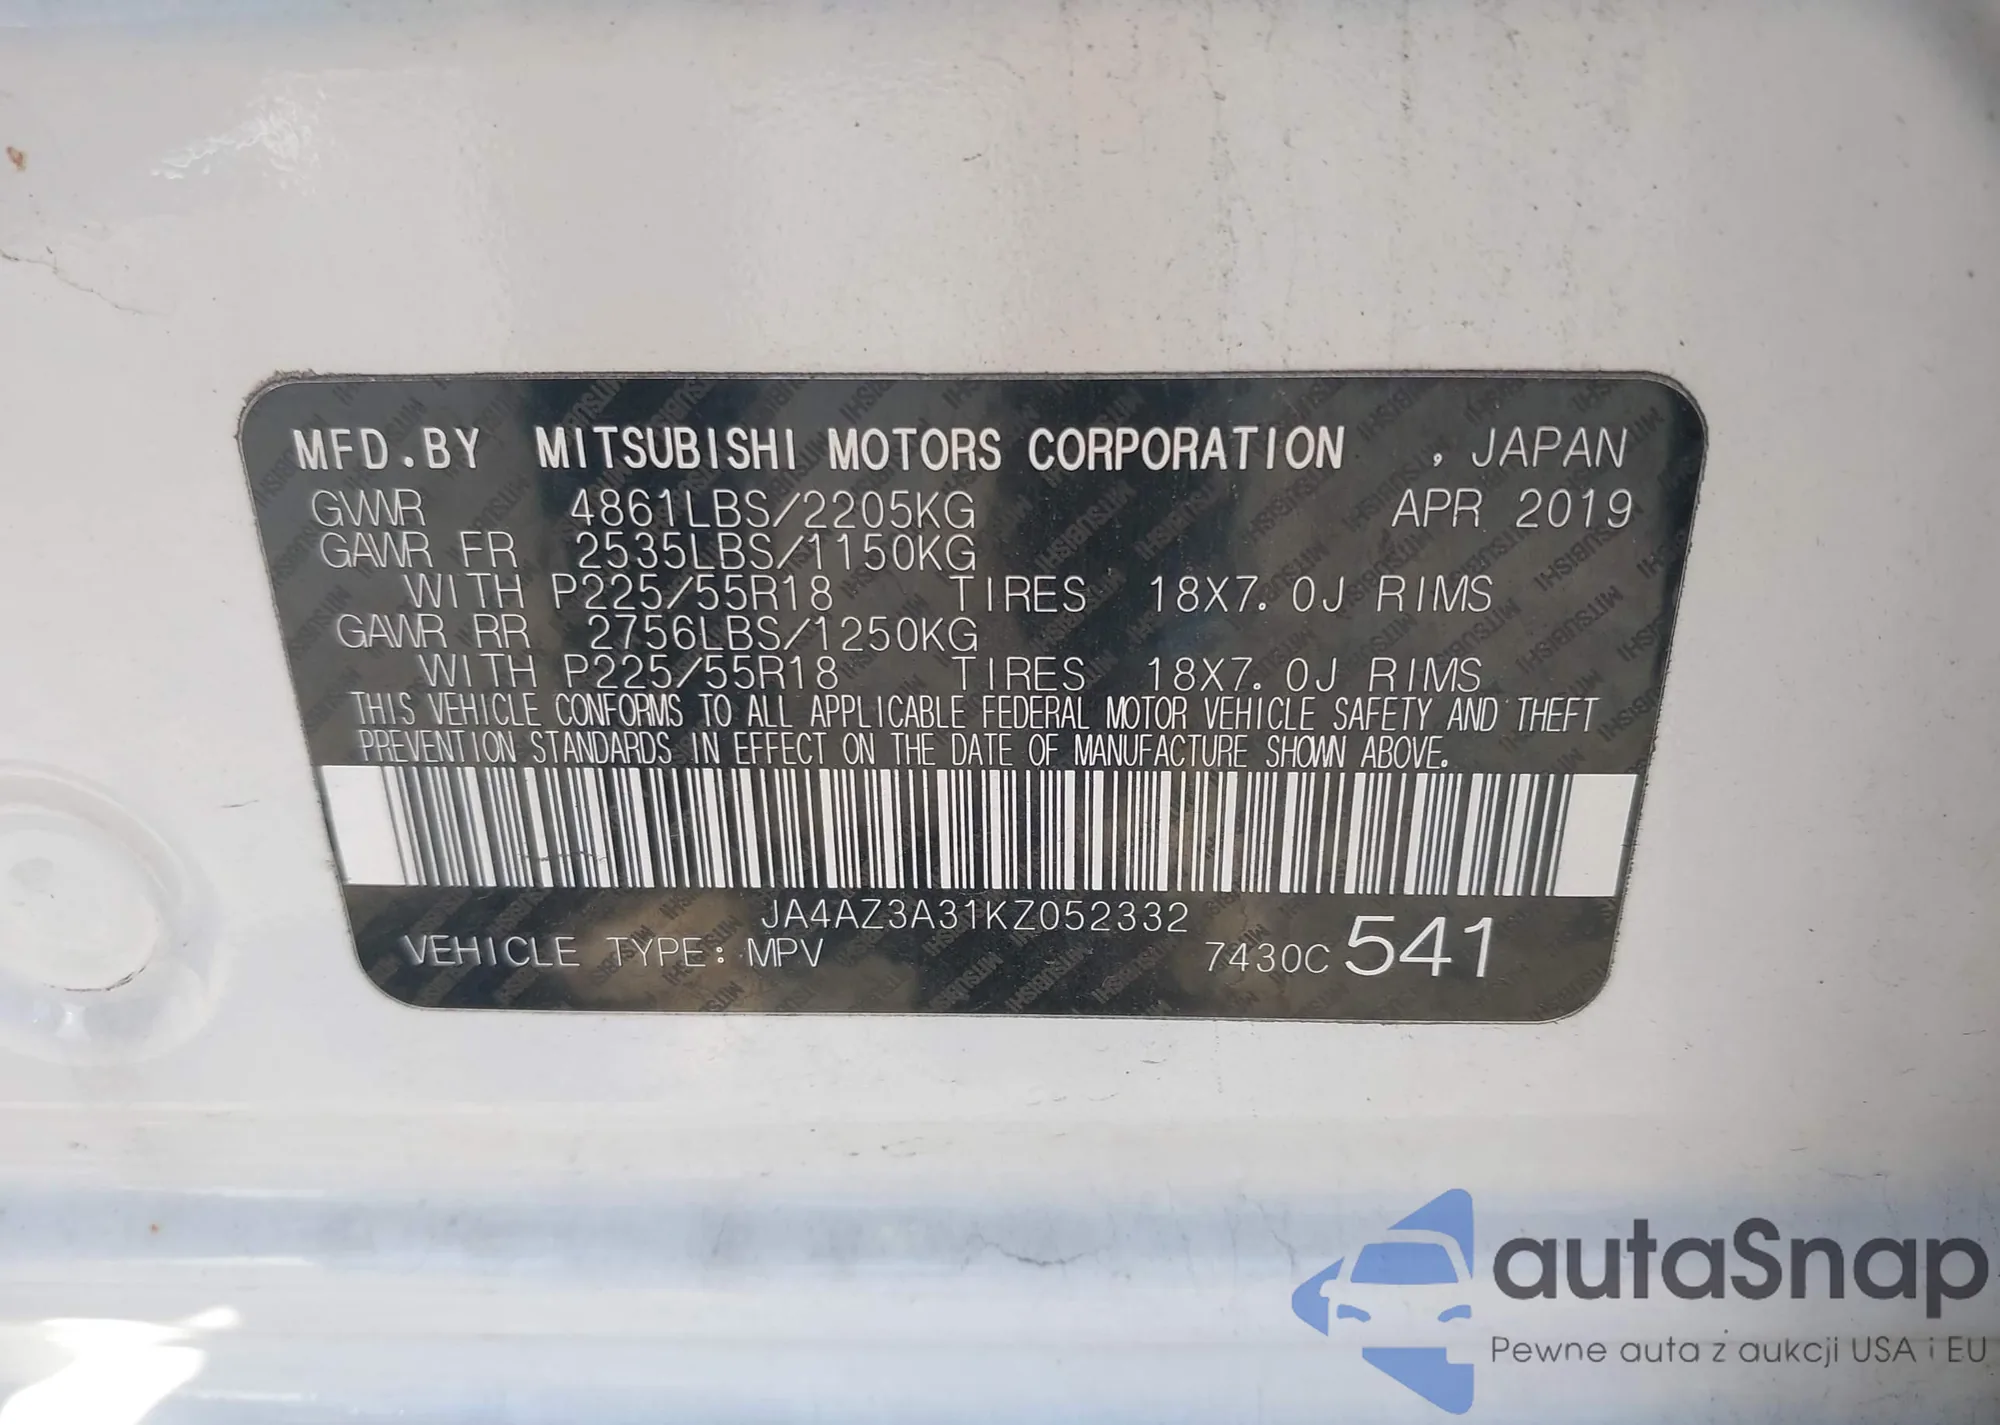 MFD.BY MITSUBISHI MOTORS CORPORATION , JAPAN
GVWR 4861LBS/2205KG APR 2019
GAWR FR 2535LBS/1150KG
WITH P225/55R18 TIRES 18X7.0J RIMS
GAWR RR 2756LBS/1250KG
WITH P225/55R18 TIRES 18X7.0J RIMS
THIS VEHICLE CONFORMS TO ALL APPLICABLE FEDERAL MOTOR VEHICLE SAFETY AND THEFT
PREVENTION STANDARDS IN EFFECT ON THE DATE OF MANUFACTURE SHOWN ABOVE.
JA4AZ3A31KZ052332
VEHICLE TYPE: MPV 7430C 541
autaSnap
Pewne auta z aukcji USA i EU